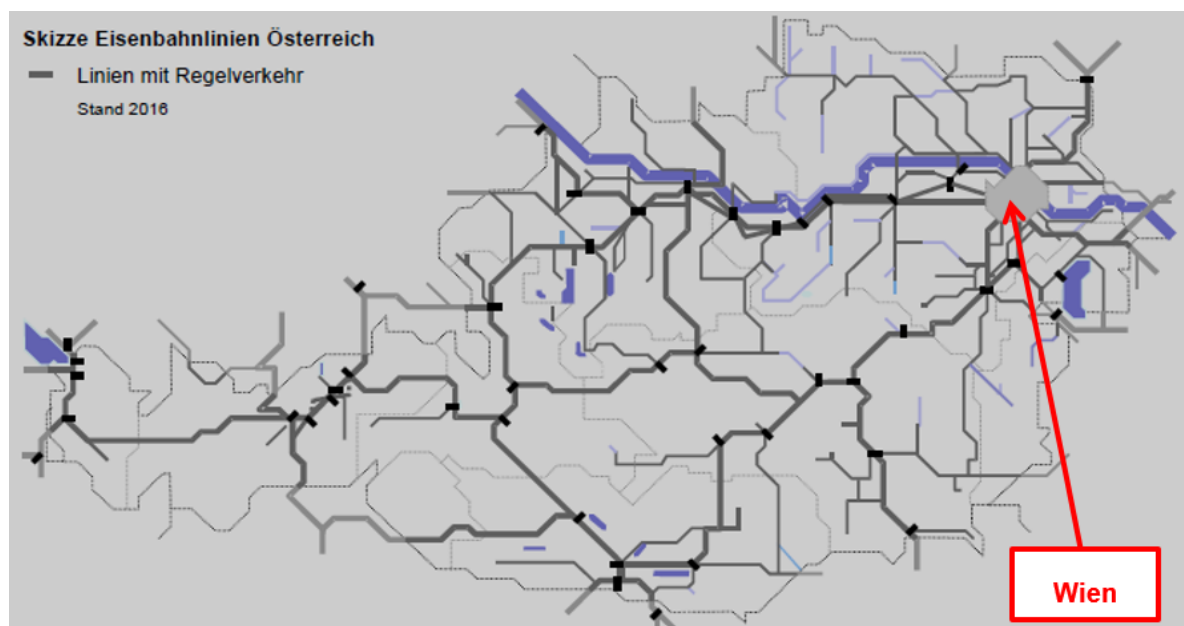 Skizze Eisenbahnlinien Österreich
Linien mit Regelverkehr
Stand 2016
Wien